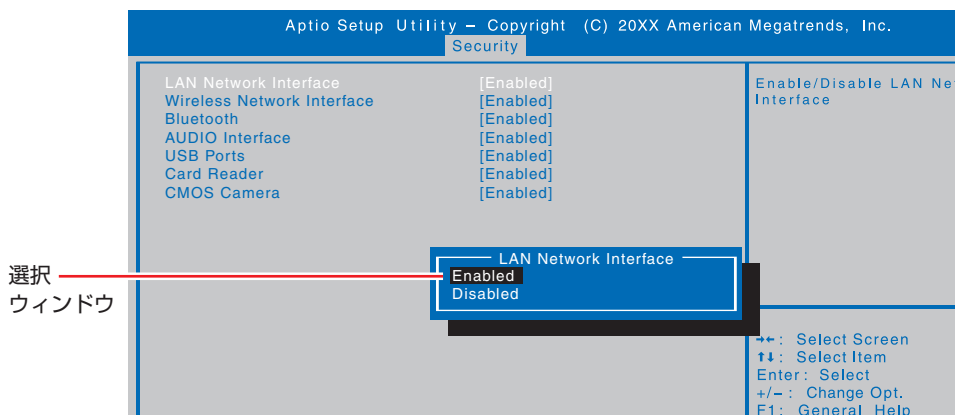 Aptio Setup Utility – Copyright (C) 20XX American Megatrends, Inc.
Security
LAN Network Interface [Enabled]
Wireless Network Interface [Enabled]
Bluetooth [Enabled]
AUDIO Interface [Enabled]
USB Ports [Enabled]
Card Reader [Enabled]
CMOS Camera [Enabled]
Enable/Disable LAN Ne
Interface
LAN Network Interface
Enabled
Disabled
選択
ウィンドウ
→←: Select Screen
↑↓: Select Item
Enter: Select
+/–: Change Opt.
F1: General Help